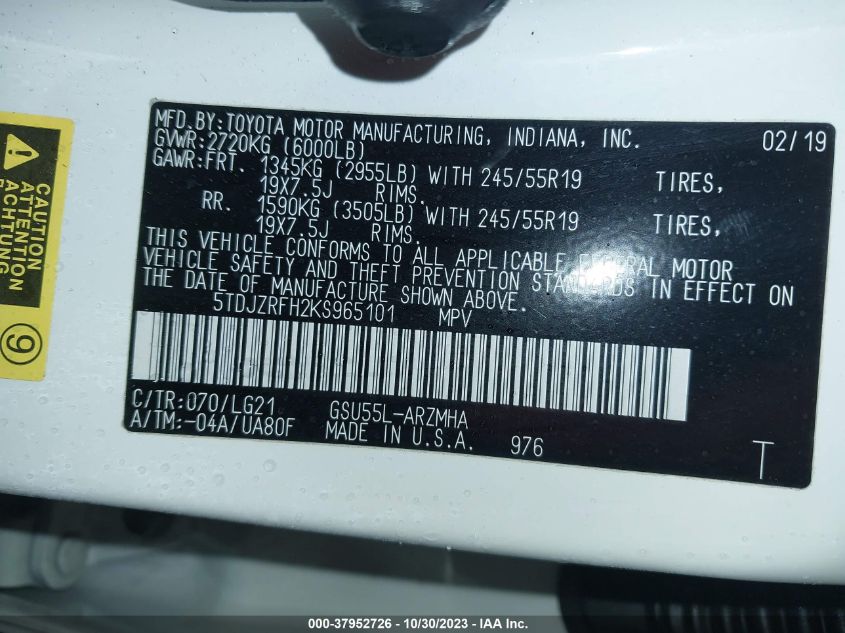 MFD.BY:TOYOTA MOTOR MANUFACTURING, INDIANA, INC. 02/19
GVWR:2720KG (6000LB)
GAWR:FRT. 1345KG (2955LB) WITH 245/55R19 TIRES,
19X7.5J RIMS.
RR. 1590KG (3505LB) WITH 245/55R19 TIRES,
19X7.5J RIMS.
THIS VEHICLE CONFORMS TO ALL APPLICABLE FEDERAL MOTOR
VEHICLE SAFETY AND THEFT PREVENTION STANDARDS IN EFFECT ON
THE DATE OF MANUFACTURE SHOWN ABOVE.
5TDJZRFH2KS965101 MPV
C/TR:070/LG21 GSU55L-ARZMHA
A/TM:-04A/UA80F MADE IN U.S.A. 976 T
CAUTION
ATTENTION
ACHTUNG
9
000-37952726 - 10/30/2023 - IAA Inc.